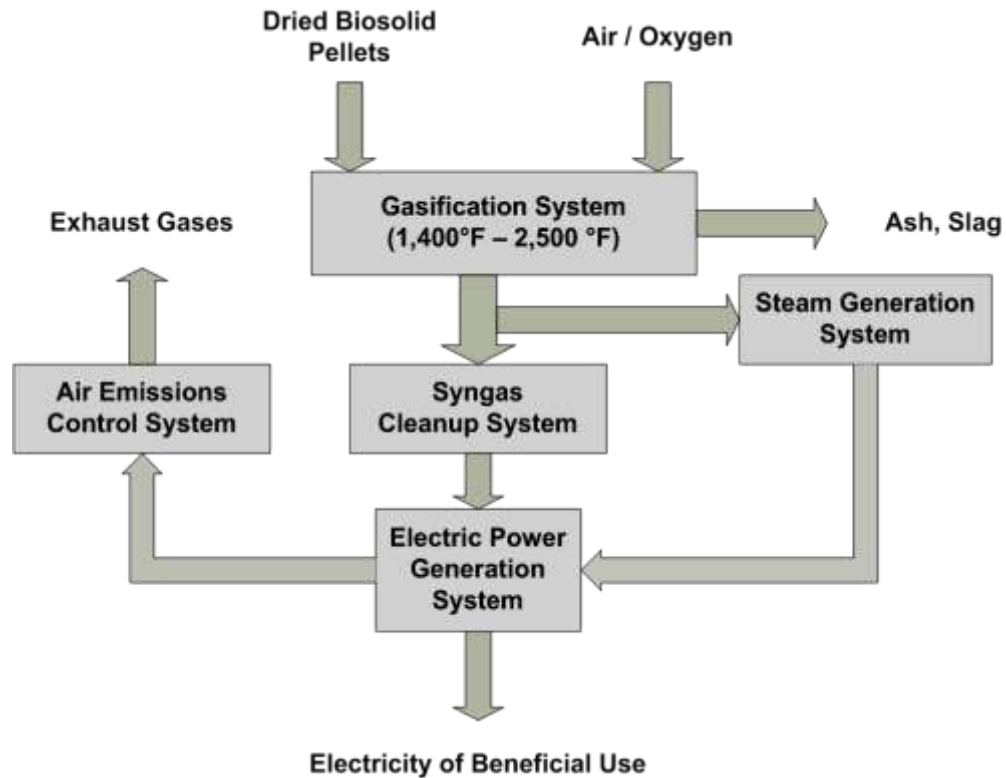 Dried Biosolid
Pellets
Air / Oxygen
Gasification System
(1,400°F – 2,500 °F)
Exhaust Gases
Ash, Slag
Steam Generation
System
Air Emissions
Control System
Syngas
Cleanup System
Electric Power
Generation
System
Electricity of Beneficial Use